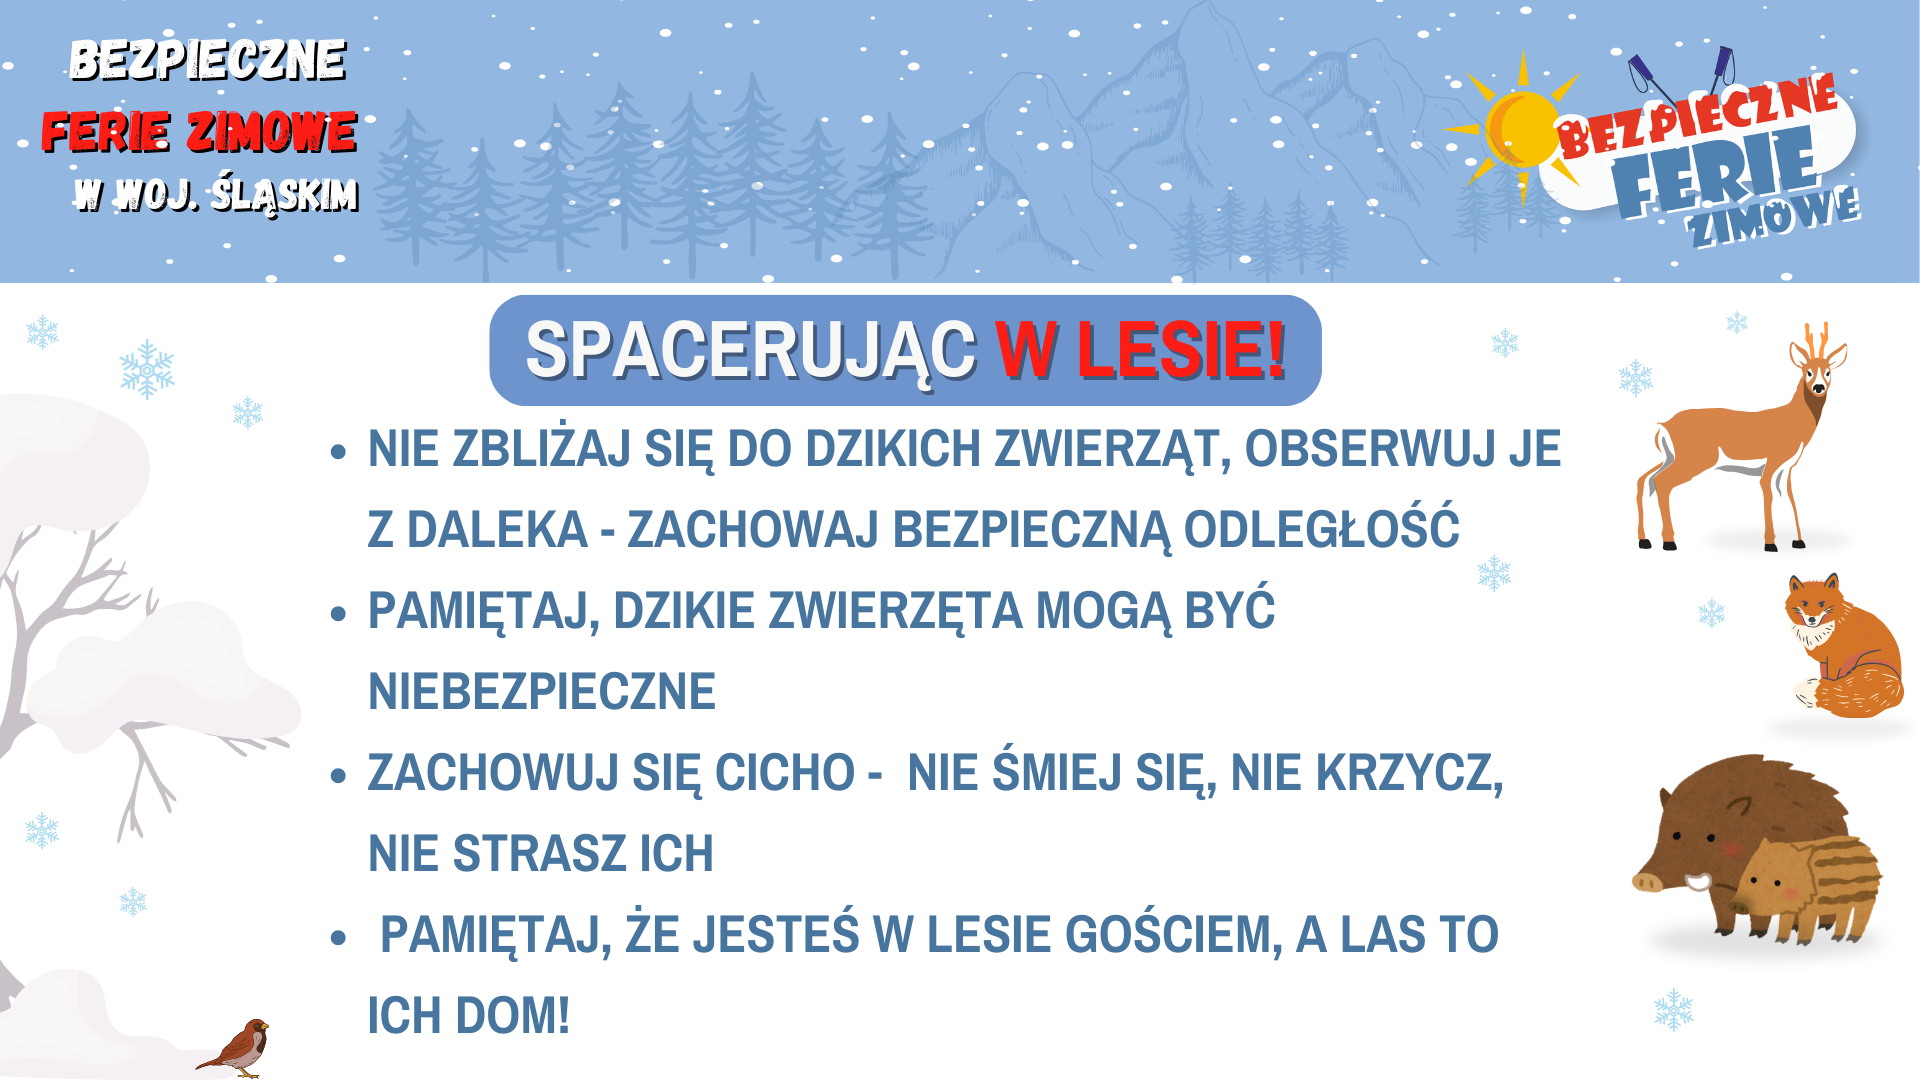 BEZPIECZNE
FERIE ZIMOWE
W WOJ. ŚLĄSKIM
BEZPIECZNE
FERIE
ZIMOWE
SPACERUJĄC W LESIE!
• NIE ZBLIŻAJ SIĘ DO DZIKICH ZWIERZĄT, OBSERWUJ JE
Z DALEKA - ZACHOWAJ BEZPIECZNĄ ODLEGŁOŚĆ
• PAMIĘTAJ, DZIKIE ZWIERZĘTA MOGĄ BYĆ
NIEBEZPIECZNE
• ZACHOWUJ SIĘ CICHO - NIE ŚMIEJ SIĘ, NIE KRZYCZ,
NIE STRASZ ICH
• PAMIĘTAJ, ŻE JESTEŚ W LESIE GOŚCIEM, A LAS TO
ICH DOM!